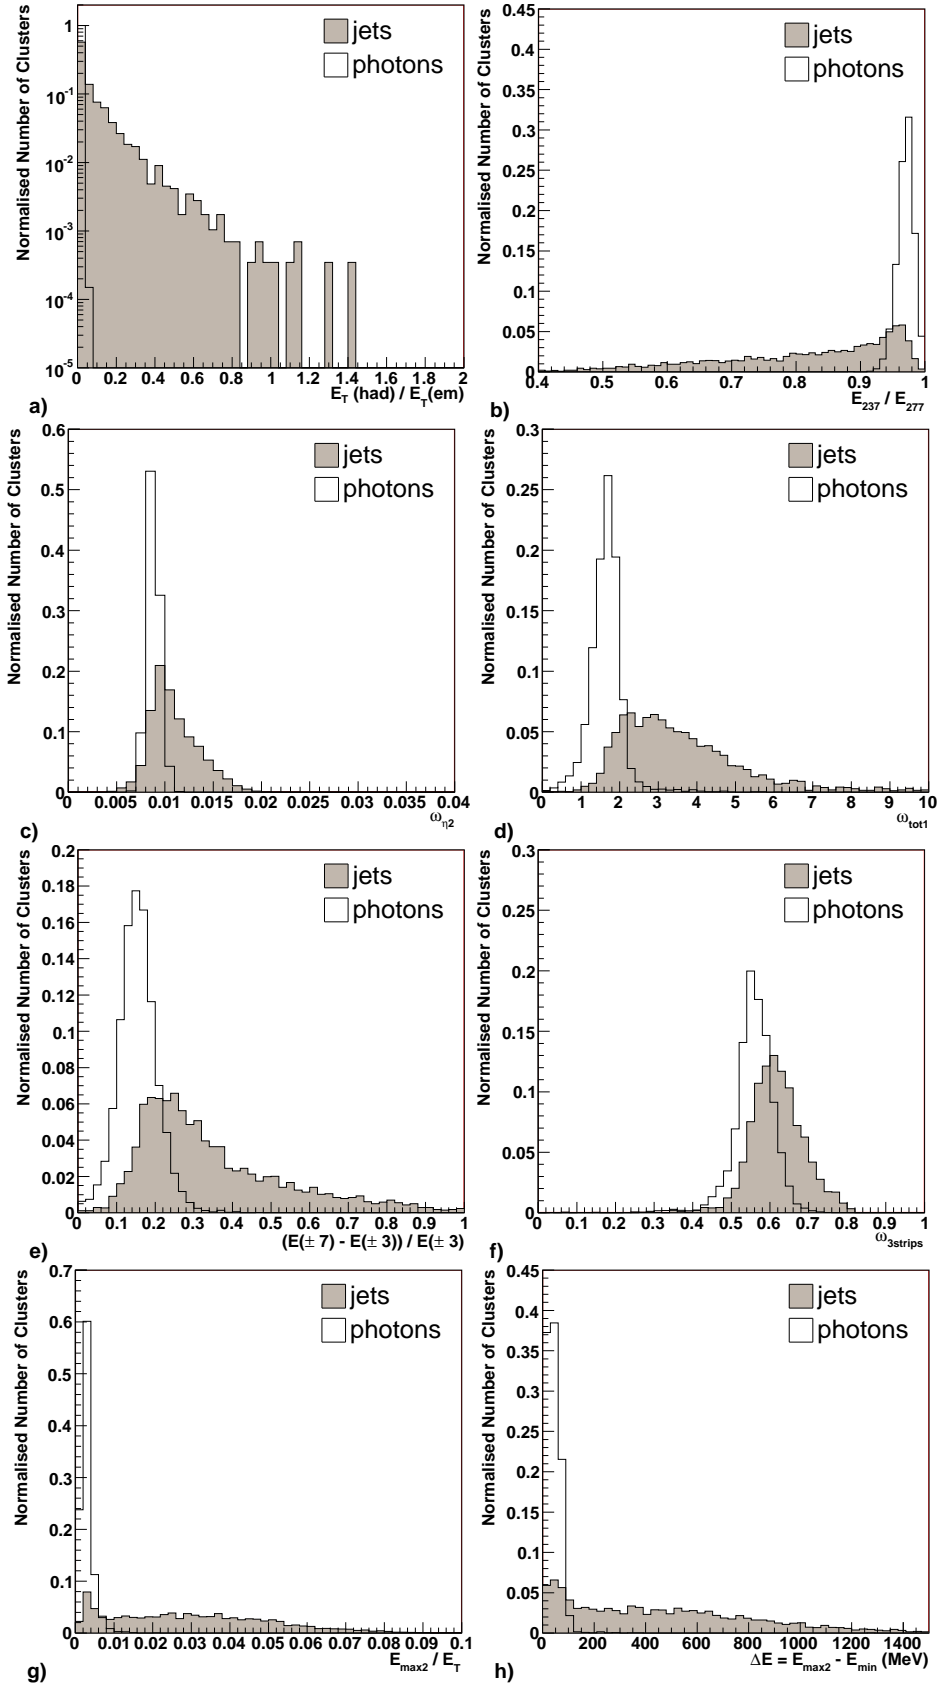 Normalised Number of Clusters
jets
photons
1
10^-1
10^-2
10^-3
10^-4
10^-5
0 0.2 0.4 0.6 0.8 1 1.2 1.4 1.6 1.8 2
E_T (had) / E_T(em)
a)
Normalised Number of Clusters
jets
photons
0.45
0.4
0.35
0.3
0.25
0.2
0.15
0.1
0.05
0
0.4 0.5 0.6 0.7 0.8 0.9 1
E_237 / E_277
b)
Normalised Number of Clusters
jets
photons
0.6
0.5
0.4
0.3
0.2
0.1
0
0 0.005 0.01 0.015 0.02 0.025 0.03 0.035 0.04
ω_η2
c)
Normalised Number of Clusters
jets
photons
0.3
0.25
0.2
0.15
0.1
0.05
0
0 1 2 3 4 5 6 7 8 9 10
ω_tot1
d)
Normalised Number of Clusters
jets
photons
0.2
0.18
0.16
0.14
0.12
0.1
0.08
0.06
0.04
0.02
0
0 0.1 0.2 0.3 0.4 0.5 0.6 0.7 0.8 0.9 1
(E(± 7) - E(± 3)) / E(± 3)
e)
Normalised Number of Clusters
jets
photons
0.3
0.25
0.2
0.15
0.1
0.05
0
0 0.1 0.2 0.3 0.4 0.5 0.6 0.7 0.8 0.9 1
ω_3strips
f)
Normalised Number of Clusters
jets
photons
0.7
0.6
0.5
0.4
0.3
0.2
0.1
0
0 0.01 0.02 0.03 0.04 0.05 0.06 0.07 0.08 0.09 0.1
E_max2 / E_T
g)
Normalised Number of Clusters
jets
photons
0.45
0.4
0.35
0.3
0.25
0.2
0.15
0.1
0.05
0
0 200 400 600 800 1000 1200 1400
ΔE = E_max2 - E_min (MeV)
h)